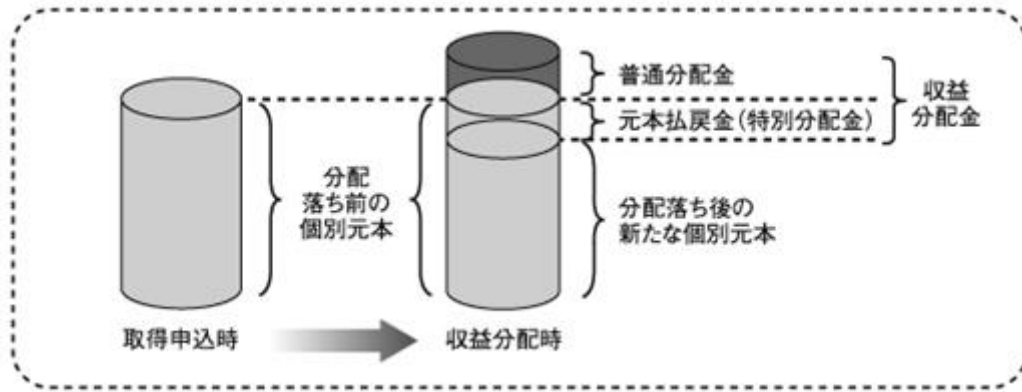 普通分配金
元本払戻金（特別分配金）
収益
分配金
分配
落ち前の
個別元本
分配落ち後の
新たな個別元本
取得申込時
収益分配時